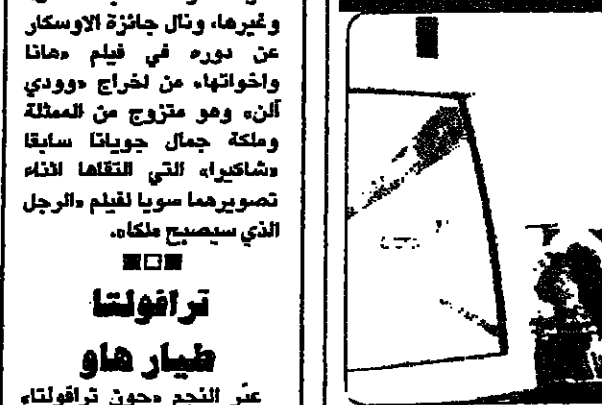 وغيرها، ونال جائزة الاوسكار
عن دوره في فيلم «هانا
واخواتها» من اخراج «وودي
آلن» وهو متزوج من الممثلة
وملكة جمال جويانا سابقا
«شاكيرا» التي التقاها اثناء
تصويرهما سويا لفيلم «الرجل
الذي سيصبح ملكا».
ترافولتا
طيار هاو
عبّر النجم «جون ترافولتا»